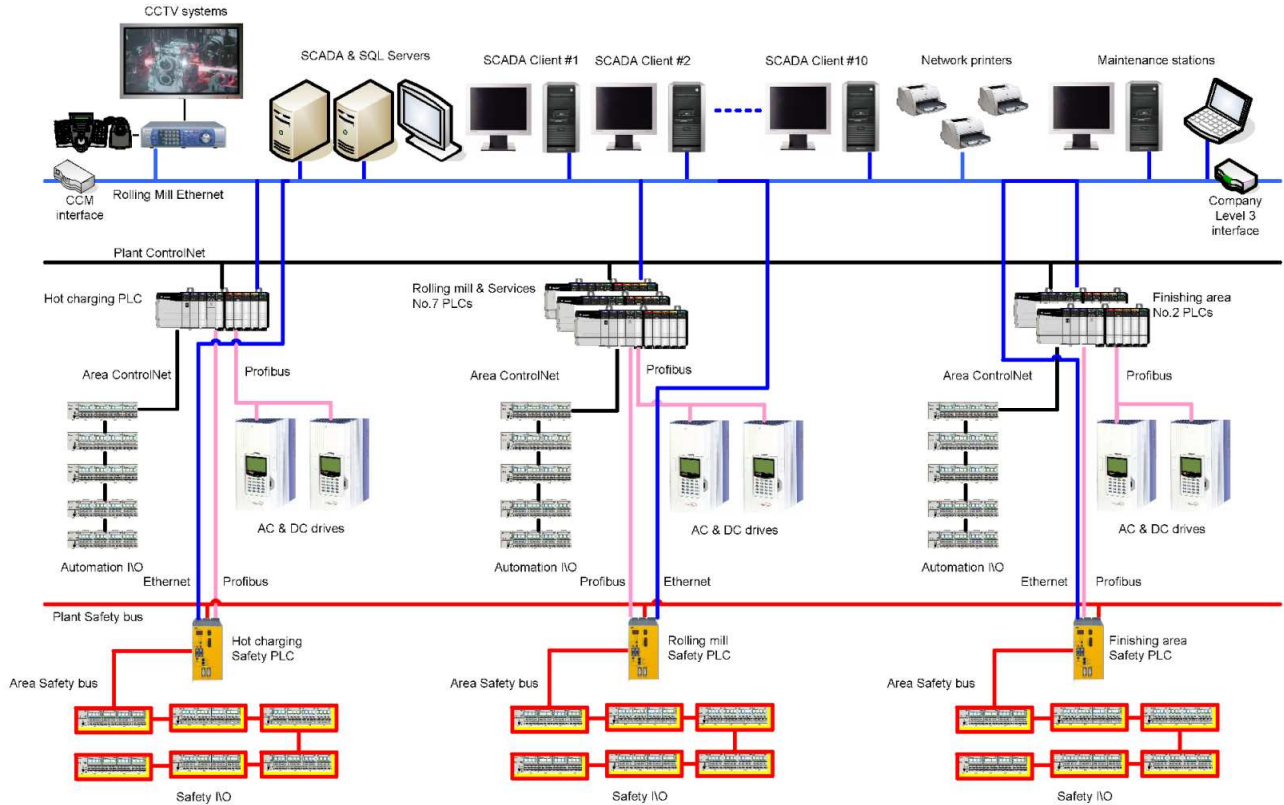 CCTV systems
SCADA & SQL Servers
SCADA Client #1
SCADA Client #2
SCADA Client #10
Network printers
Maintenance stations
CCM
interface
Rolling Mill Ethernet
Company
Level 3
interface
Plant ControlNet
Hot charging PLC
Rolling mill & Services
No.7 PLCs
Finishing area
No.2 PLCs
Area ControlNet
Profibus
Area ControlNet
Profibus
Area ControlNet
Profibus
AC & DC drives
AC & DC drives
AC & DC drives
Automation I\O
Automation I\O
Automation I\O
Ethernet
Profibus
Profibus
Ethernet
Ethernet
Profibus
Plant Safety bus
Hot charging
Safety PLC
Rolling mill
Safety PLC
Finishing area
Safety PLC
Area Safety bus
Area Safety bus
Area Safety bus
Safety I\O
Safety I\O
Safety I\O